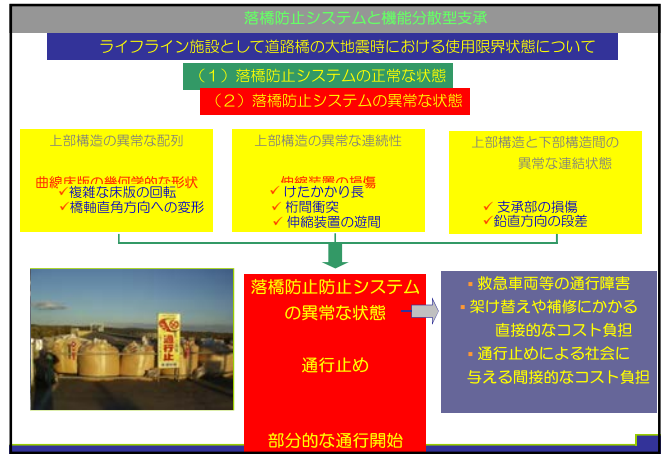 落橋防止システムと機能分散型支承
ライフライン施設として道路橋の大地震時における使用限界状態について
（１）落橋防止システムの正常な状態
（２）落橋防止システムの異常な状態
上部構造の異常な配列
曲線床版の幾何学的な形状
✓複雑な床版の回転
✓橋軸直角方向への変形
上部構造の異常な連続性
伸縮装置の損傷
✓けたかかり長
✓桁間衝突
✓伸縮装置の遊間
上部構造と下部構造間の
異常な連結状態
✓支承部の損傷
✓鉛直方向の段差
通行止
落橋防止防止システム
の異常な状態
通行止め
部分的な通行開始
▪救急車両等の通行障害
▪架け替えや補修にかかる
直接的なコスト負担
▪通行止めによる社会に
与える間接的なコスト負担